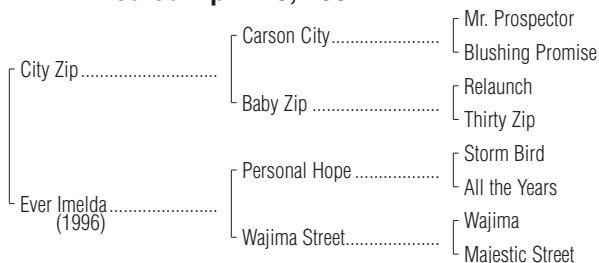 Mr. Prospector
Carson City
Blushing Promise
City Zip
Relaunch
Baby Zip
Thirty Zip
Storm Bird
Personal Hope
All the Years
Ever Imelda
(1996)
Wajima
Wajima Street
Majestic Street